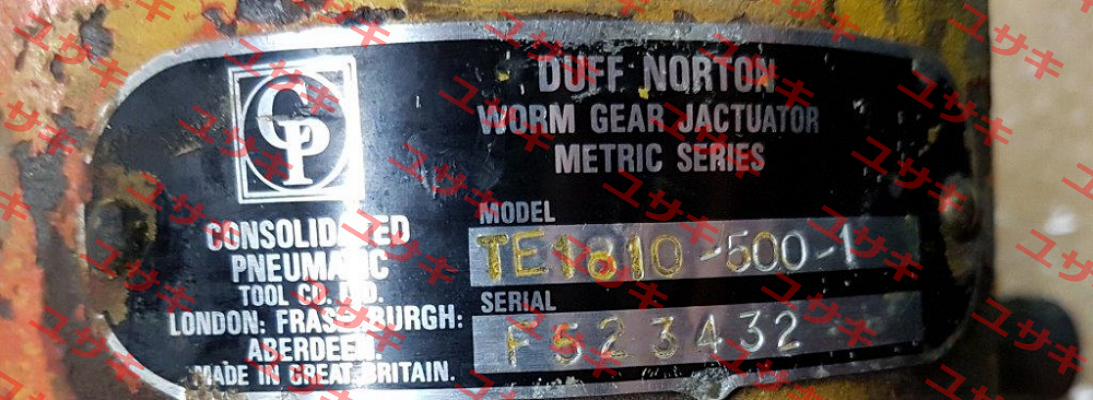 CP
DUFF NORTON
WORM GEAR JACTUATOR
METRIC SERIES
CONSOLIDATED
PNEUMATIC
TOOL CO. LTD.
LONDON: FRASERBURGH:
ABERDEEN.
MADE IN GREAT BRITAIN.
MODEL
TE1810-500-1
SERIAL
F523432
ユサキ